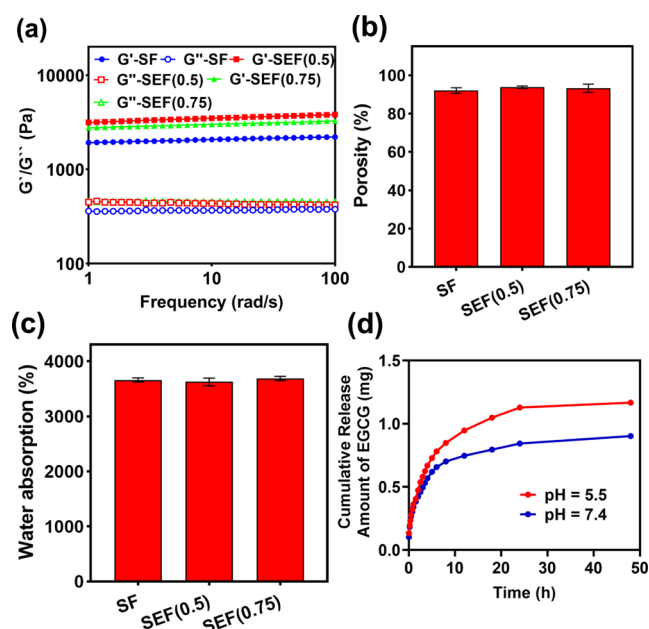 (a)
G'-SF G''-SF G'-SEF(0.5)
G''-SEF(0.5) G'-SEF(0.75)
G''-SEF(0.75)
10000
1000
100
G`/G`` (Pa)
1 10 100
Frequency (rad/s)
(b)
100
80
60
40
20
0
Porosity (%)
SF SEF(0.5) SEF(0.75)
(c)
4000
3000
2000
1000
0
Water absorption (%)
SF SEF(0.5) SEF(0.75)
(d)
1.5
1.0
0.5
0.0
Cumulative Release
Amount of EGCG (mg)
pH = 5.5
pH = 7.4
0 10 20 30 40 50
Time (h)